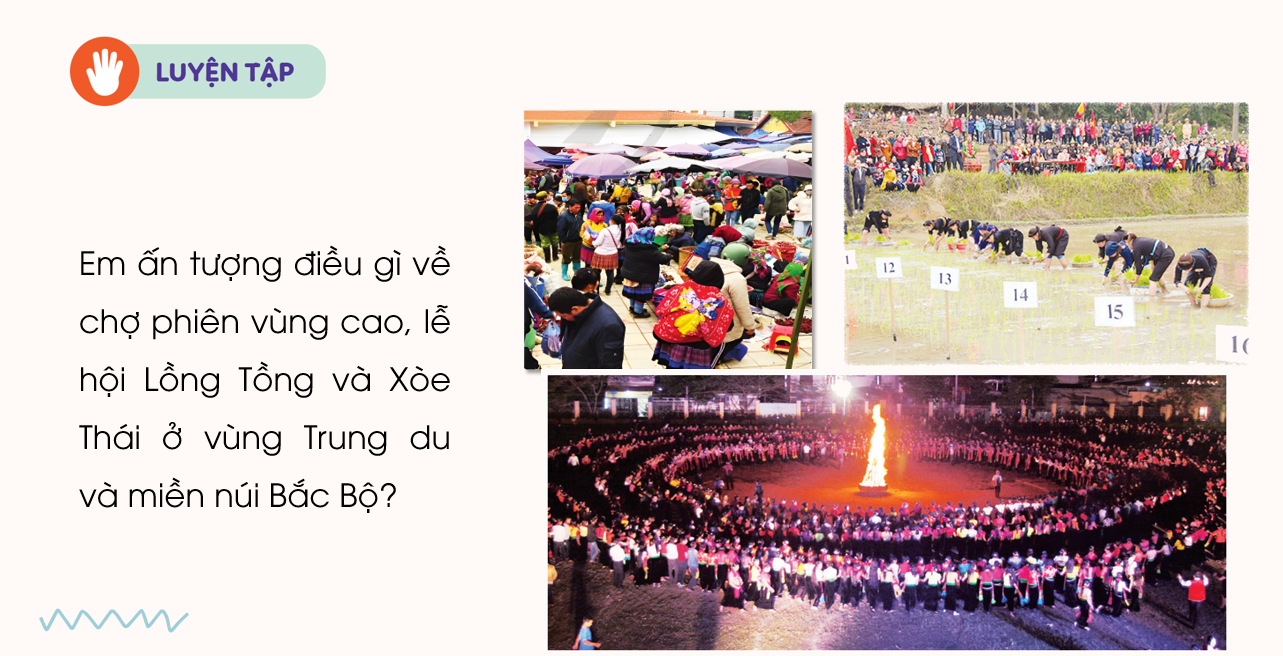 LUYỆN TẬP
Em ấn tượng điều gì về
chợ phiên vùng cao, lễ
hội Lồng Tồng và Xòe
Thái ở vùng Trung du
và miền núi Bắc Bộ?
1
12
13
14
15